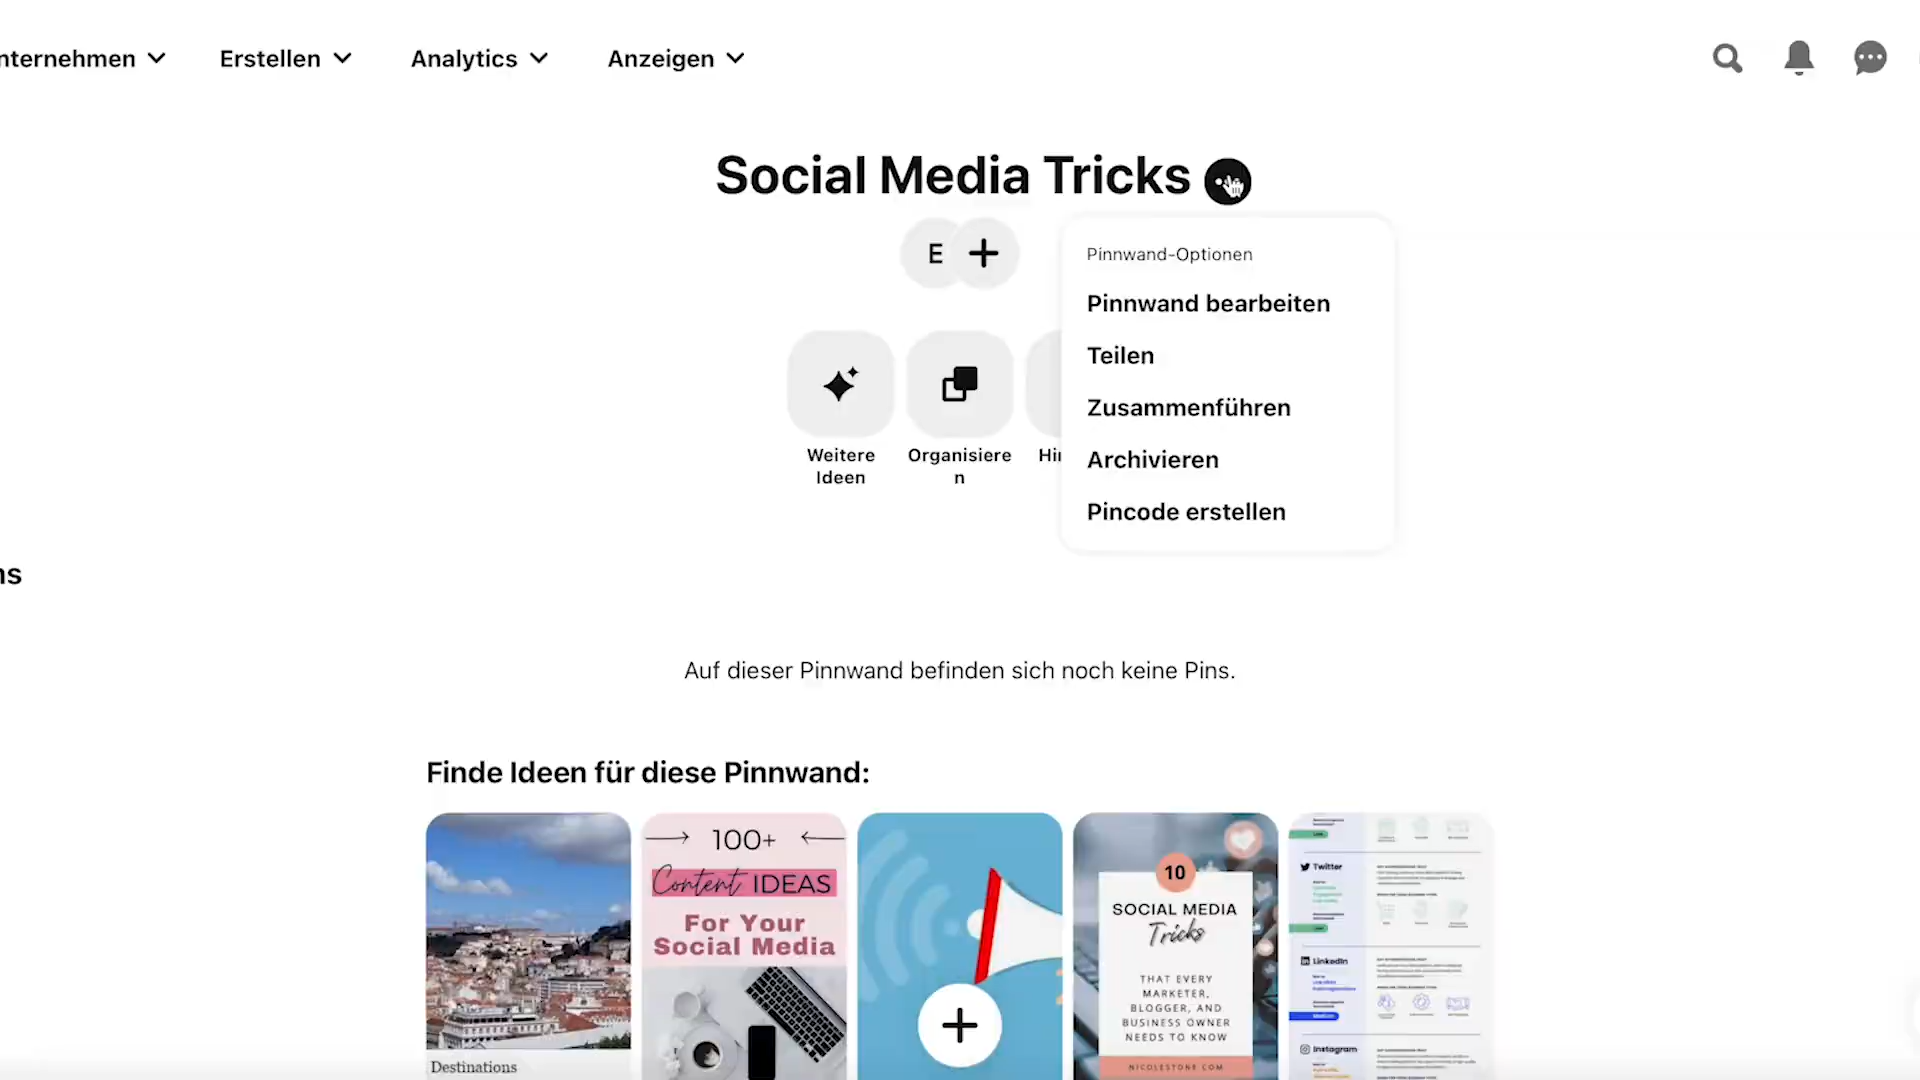 nternehmen
Erstellen
Analytics
Anzeigen
Social Media Tricks
E
Pinnwand-Optionen
Pinnwand bearbeiten
Teilen
Zusammenführen
Archivieren
Pincode erstellen
Weitere
Ideen
Organisiere
n
Hin
ns
Auf dieser Pinnwand befinden sich noch keine Pins.
Finde Ideen für diese Pinnwand:
Destinations
100+
Content IDEAS
For Your
Social Media
10
SOCIAL MEDIA
Tricks
THAT EVERY
MARKETER,
BLOGGER, AND
BUSINESS OWNER
NEEDS TO KNOW
NICOLESTONE.COM
Twitter
LinkedIn
Instagram